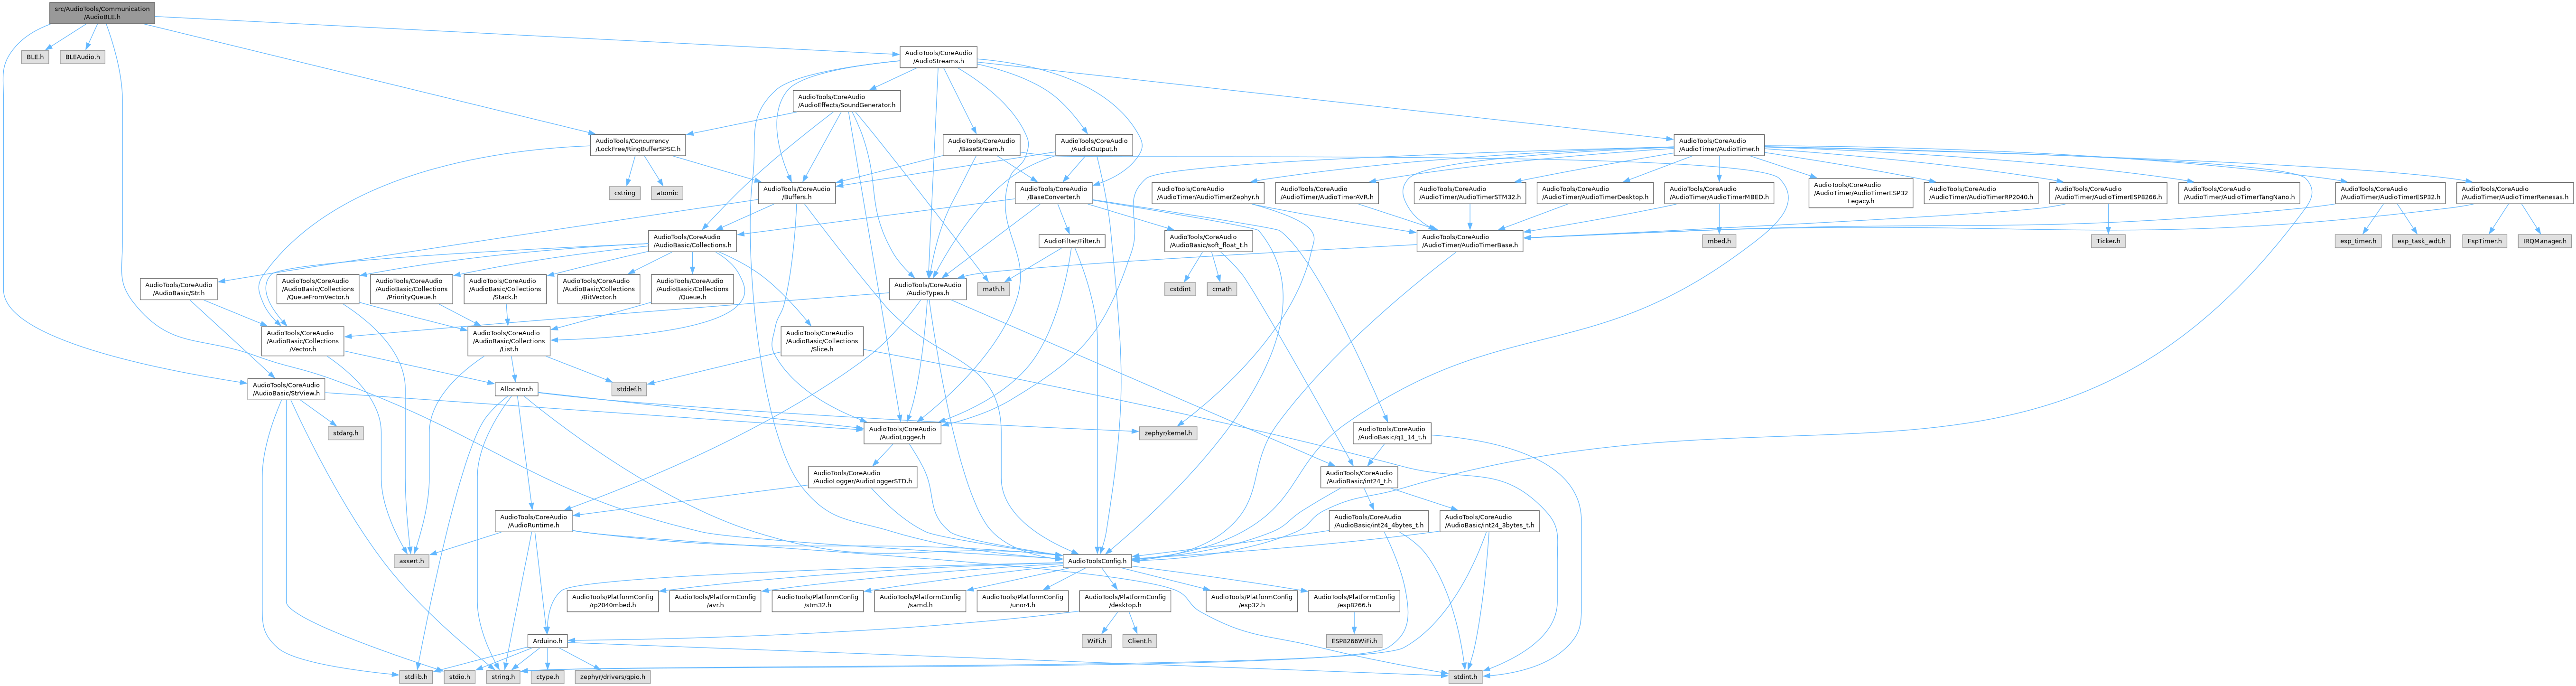 src/AudioTools/Communication
/AudioBLE.h
BLE.h
BLEAudio.h
AudioTools/CoreAudio
/AudioStreams.h
AudioTools/CoreAudio
/AudioEffects/SoundGenerator.h
AudioTools/Concurrency
/LockFree/RingBufferSPSC.h
AudioTools/CoreAudio
/BaseStream.h
AudioTools/CoreAudio
/AudioOutput.h
AudioTools/CoreAudio
/AudioTimer/AudioTimer.h
cstring
atomic
AudioTools/CoreAudio
/Buffers.h
AudioTools/CoreAudio
/BaseConverter.h
AudioTools/CoreAudio
/AudioTimer/AudioTimerZephyr.h
AudioTools/CoreAudio
/AudioTimer/AudioTimerAVR.h
AudioTools/CoreAudio
/AudioTimer/AudioTimerSTM32.h
AudioTools/CoreAudio
/AudioTimer/AudioTimerDesktop.h
AudioTools/CoreAudio
/AudioTimer/AudioTimerMBED.h
AudioTools/CoreAudio
/AudioTimer/AudioTimerESP32
Legacy.h
AudioTools/CoreAudio
/AudioTimer/AudioTimerRP2040.h
AudioTools/CoreAudio
/AudioTimer/AudioTimerESP8266.h
AudioTools/CoreAudio
/AudioTimer/AudioTimerTangNano.h
AudioTools/CoreAudio
/AudioTimer/AudioTimerESP32.h
AudioTools/CoreAudio
/AudioTimer/AudioTimerRenesas.h
AudioTools/CoreAudio
/AudioBasic/Collections.h
AudioFilter/Filter.h
AudioTools/CoreAudio
/AudioBasic/soft_float_t.h
AudioTools/CoreAudio
/AudioTimer/AudioTimerBase.h
mbed.h
Ticker.h
esp_timer.h
esp_task_wdt.h
FspTimer.h
IRQManager.h
AudioTools/CoreAudio
/AudioBasic/Str.h
AudioTools/CoreAudio
/AudioBasic/Collections
/QueueFromVector.h
AudioTools/CoreAudio
/AudioBasic/Collections
/PriorityQueue.h
AudioTools/CoreAudio
/AudioBasic/Collections
/Stack.h
AudioTools/CoreAudio
/AudioBasic/Collections
/BitVector.h
AudioTools/CoreAudio
/AudioBasic/Collections
/Queue.h
AudioTools/CoreAudio
/AudioTypes.h
math.h
cstdint
cmath
AudioTools/CoreAudio
/AudioBasic/Collections
/Vector.h
AudioTools/CoreAudio
/AudioBasic/Collections
/List.h
AudioTools/CoreAudio
/AudioBasic/Collections
/Slice.h
AudioTools/CoreAudio
/AudioBasic/StrView.h
Allocator.h
stddef.h
stdarg.h
AudioTools/CoreAudio
/AudioLogger.h
zephyr/kernel.h
AudioTools/CoreAudio
/AudioBasic/q1_14_t.h
AudioTools/CoreAudio
/AudioLogger/AudioLoggerSTD.h
AudioTools/CoreAudio
/AudioBasic/int24_t.h
AudioTools/CoreAudio
/AudioRuntime.h
AudioTools/CoreAudio
/AudioBasic/int24_4bytes_t.h
AudioTools/CoreAudio
/AudioBasic/int24_3bytes_t.h
assert.h
AudioToolsConfig.h
AudioTools/PlatformConfig
/rp2040mbed.h
AudioTools/PlatformConfig
/avr.h
AudioTools/PlatformConfig
/stm32.h
AudioTools/PlatformConfig
/samd.h
AudioTools/PlatformConfig
/unor4.h
AudioTools/PlatformConfig
/desktop.h
AudioTools/PlatformConfig
/esp32.h
AudioTools/PlatformConfig
/esp8266.h
Arduino.h
WiFi.h
Client.h
ESP8266WiFi.h
stdlib.h
stdio.h
string.h
ctype.h
zephyr/drivers/gpio.h
stdint.h